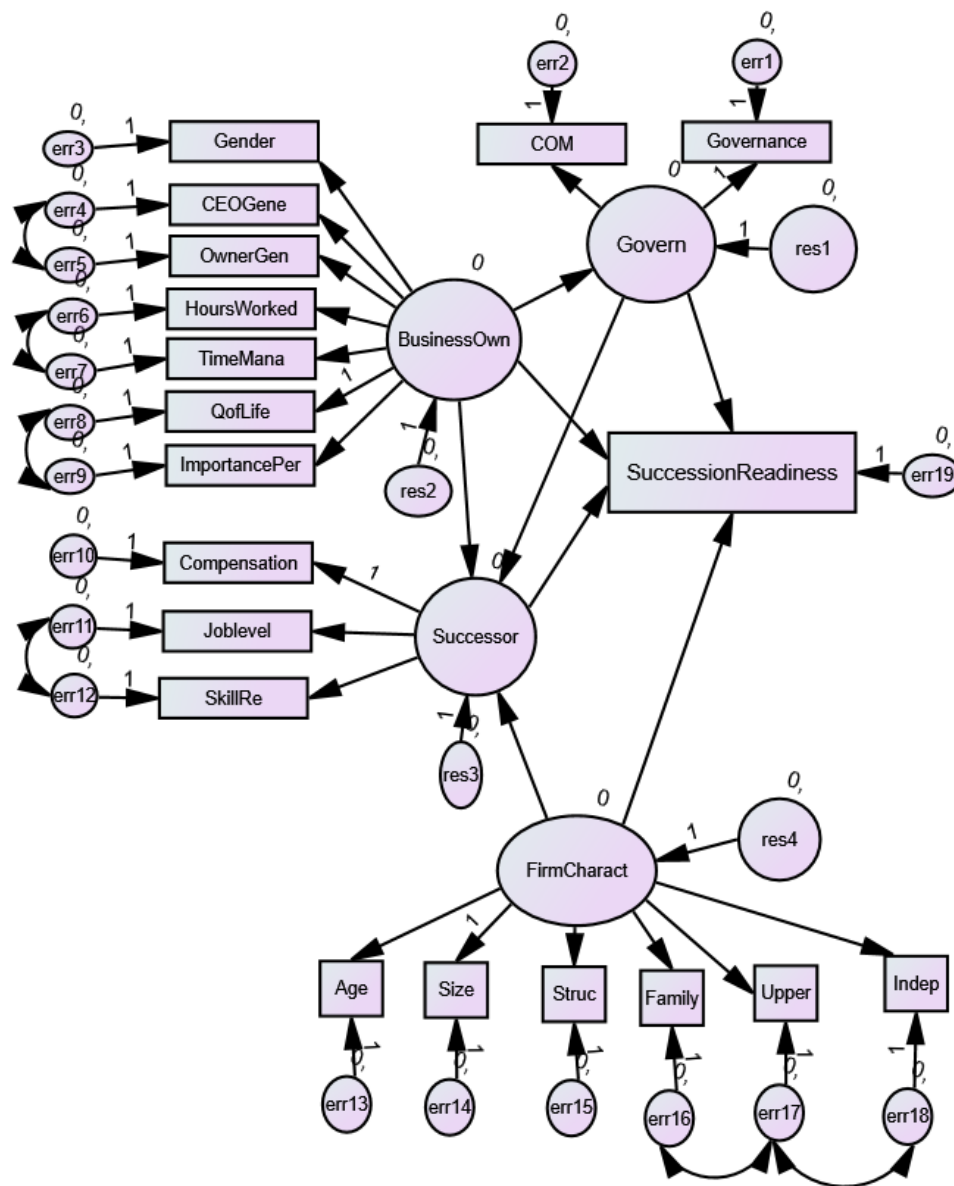 0,
0,
err2
err1
1
1
0,
err3
1
Gender
COM
Governance
0
1
0,
0,
err4
1
CEOGene
Govern
1
res1
0,
err5
1
OwnerGen
0
0,
err6
1
HoursWorked
BusinessOwn
0,
err7
1
TimeMana
1
0,
err8
1
QofLife
0,
err9
1
ImportancePer
1
0,
res2
SuccessionReadiness
1
0,
err19
0,
err10
1
Compensation
1
0
0,
err11
1
Joblevel
Successor
0,
err12
1
SkillRe
1
0,
res3
0
0,
res4
1
FirmCharact
1
Age
Size
Struc
Family
Upper
Indep
1
0,
1
0,
1
0,
1
0,
1
0,
1
0,
err13
err14
err15
err16
err17
err18